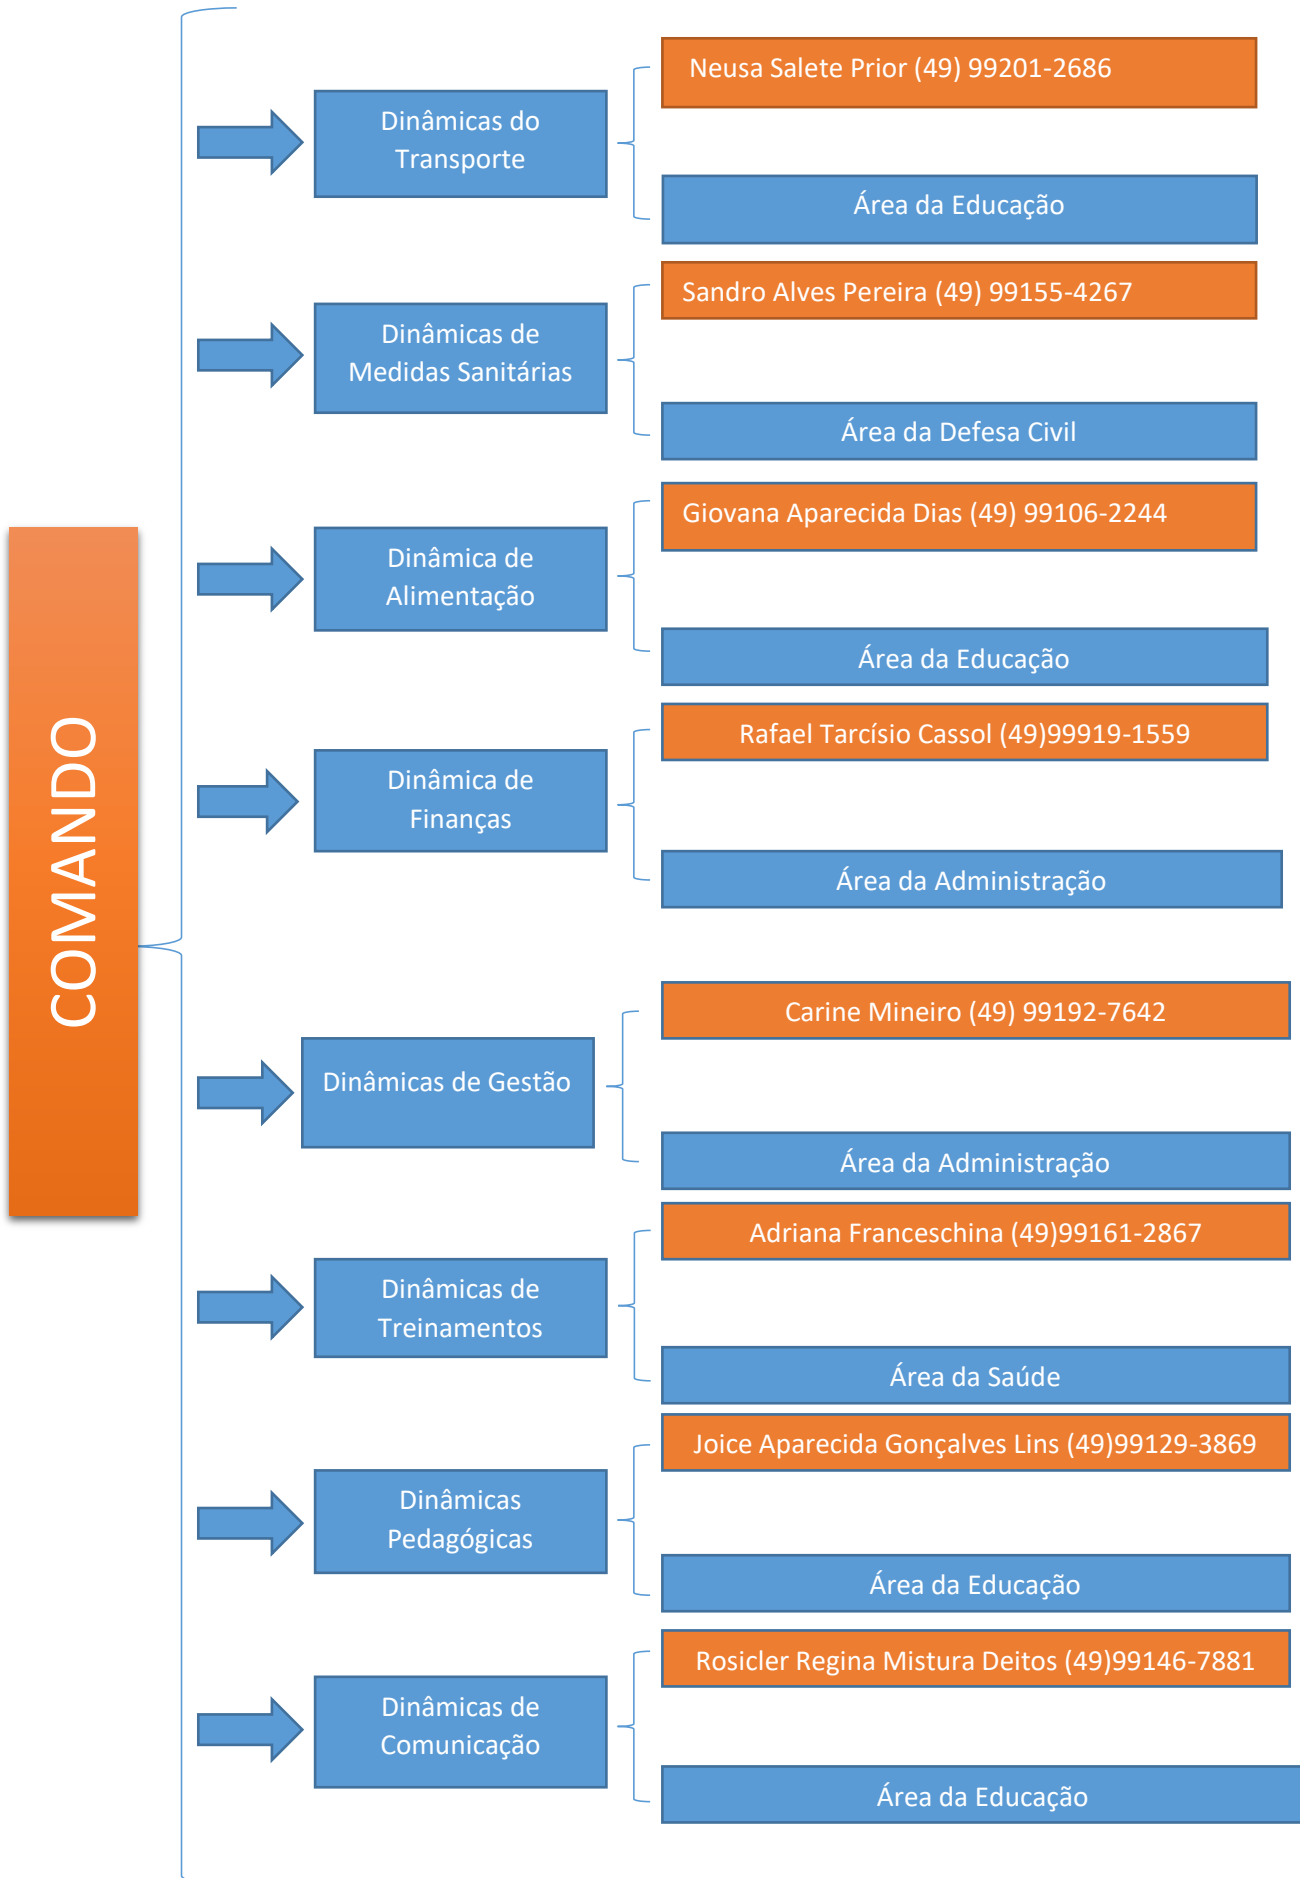 COMANDO
Dinâmicas do
Transporte
Neusa Salete Prior (49) 99201-2686
Área da Educação
Dinâmicas de
Medidas Sanitárias
Sandro Alves Pereira (49) 99155-4267
Área da Defesa Civil
Dinâmica de
Alimentação
Giovana Aparecida Dias (49) 99106-2244
Área da Educação
Dinâmica de
Finanças
Rafael Tarcísio Cassol (49)99919-1559
Área da Administração
Dinâmicas de Gestão
Carine Mineiro (49) 99192-7642
Área da Administração
Dinâmicas de
Treinamentos
Adriana Franceschina (49)99161-2867
Área da Saúde
Dinâmicas
Pedagógicas
Joice Aparecida Gonçalves Lins (49)99129-3869
Área da Educação
Dinâmicas de
Comunicação
Rosicler Regina Mistura Deitos (49)99146-7881
Área da Educação